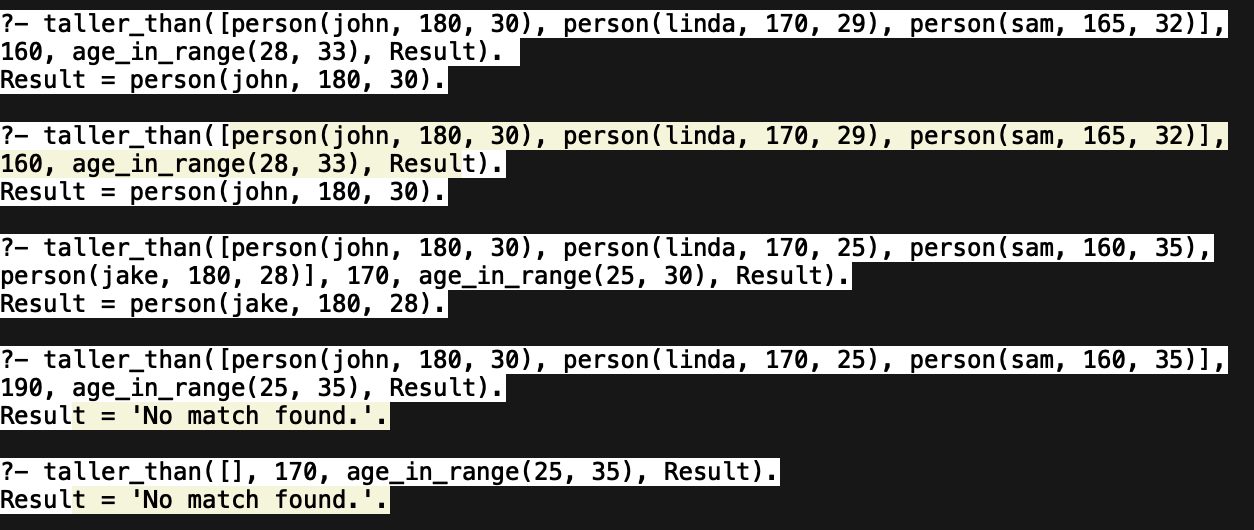 ?- taller_than([person(john, 180, 30), person(linda, 170, 29), person(sam, 165, 32)],
160, age_in_range(28, 33), Result).
Result = person(john, 180, 30).
?- taller_than([person(john, 180, 30), person(linda, 170, 29), person(sam, 165, 32)],
160, age_in_range(28, 33), Result).
Result = person(john, 180, 30).
?- taller_than([person(john, 180, 30), person(linda, 170, 25), person(sam, 160, 35),
person(jake, 180, 28)], 170, age_in_range(25, 30), Result).
Result = person(jake, 180, 28).
?- taller_than([person(john, 180, 30), person(linda, 170, 25), person(sam, 160, 35)],
190, age_in_range(25, 35), Result).
Result = 'No match found.'.
?- taller_than([], 170, age_in_range(25, 35), Result).
Result = 'No match found.'.